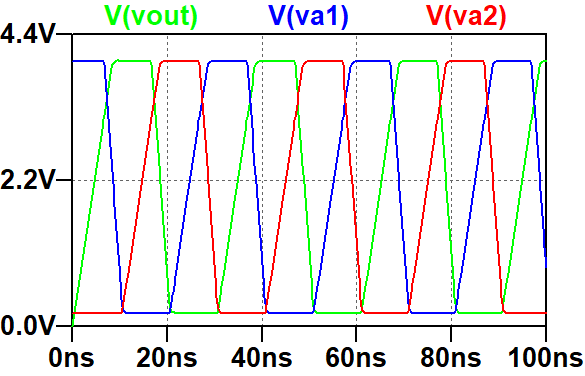 V(vout) V(va1) V(va2)
4.4V
2.2V
0.0V
0ns 20ns 40ns 60ns 80ns 100ns